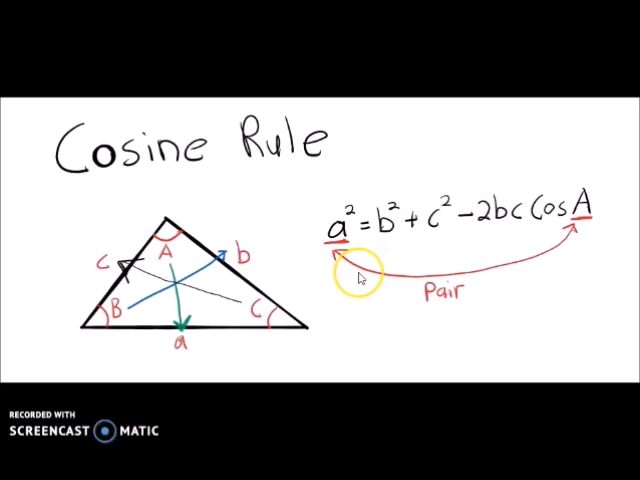 Cosine Rule
a² = b² + c² - 2bc Cos A
Pair
A
c
b
B
C
a
RECORDED WITH
SCREENCAST MATIC